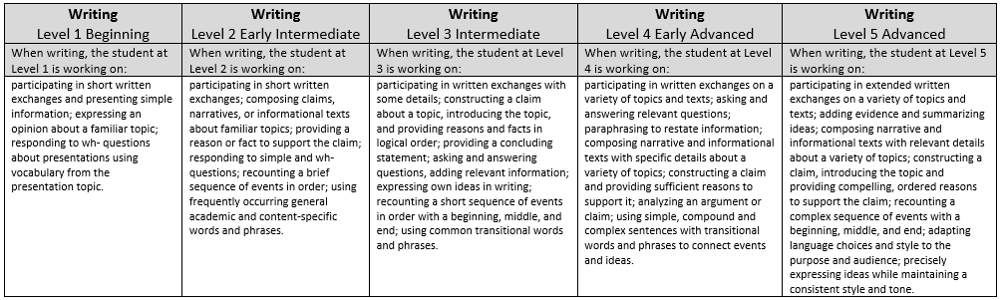 Writing
Level 1 Beginning
When writing, the student at
Level 1 is working on:
participating in short written
exchanges and presenting simple
information; expressing an
opinion about a familiar topic;
responding to wh- questions
about presentations using
vocabulary from the
presentation topic.
Writing
Level 2 Early Intermediate
When writing, the student at
Level 2 is working on:
participating in short written
exchanges; composing claims,
narratives, or informational texts
about familiar topics; providing a
reason or fact to support the claim;
responding to simple and wh-
questions; recounting a brief
sequence of events in order; using
frequently occurring general
academic and content-specific
words and phrases.
Writing
Level 3 Intermediate
When writing, the student at Level
3 is working on:
participating in written exchanges with
some details; constructing a claim
about a topic, introducing the topic,
and providing reasons and facts in
logical order; providing a concluding
statement; asking and answering
questions, adding relevant information;
expressing own ideas in writing;
recounting a short sequence of events
in order with a beginning, middle, and
end; using common transitional words
and phrases.
Writing
Level 4 Early Advanced
When writing, the student at Level
4 is working on:
participating in written exchanges on a
variety of topics and texts; asking and
answering relevant questions;
paraphrasing to restate information;
composing narrative and informational
texts with specific details about a
variety of topics; constructing a claim
and providing sufficient reasons to
support it; analyzing an argument or
claim; using simple, compound and
complex sentences with transitional
words and phrases to connect events
and ideas.
Writing
Level 5 Advanced
When writing, the student at Level 5
is working on:
participating in extended written
exchanges on a variety of topics and
texts; adding evidence and summarizing
ideas; composing narrative and
informational texts with relevant details
about a variety of topics; constructing a
claim, introducing the topic and
providing compelling, ordered reasons
to support the claim; recounting a
complex sequence of events with a
beginning, middle, and end; adapting
language choices and style to the
purpose and audience; precisely
expressing ideas while maintaining a
consistent style and tone.